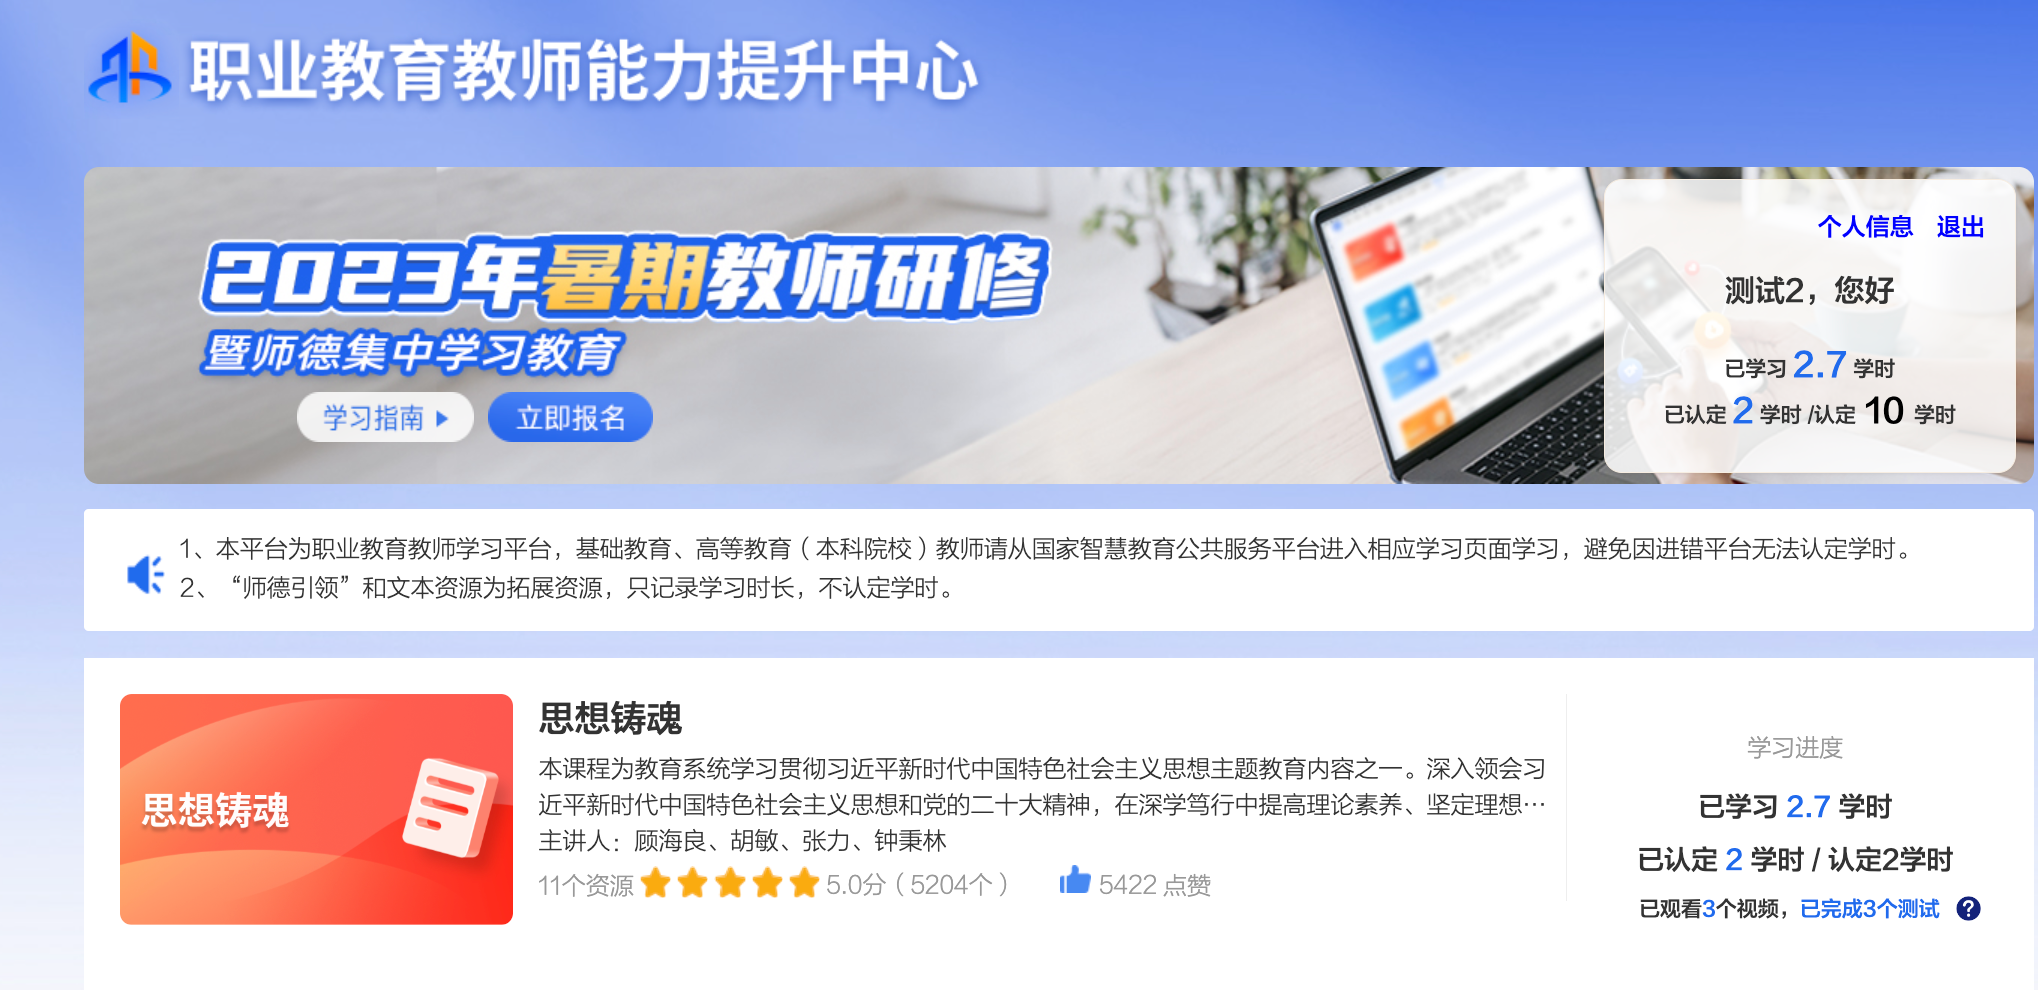 职业教育教师能力提升中心
2023年暑期教师研修
暨师德集中学习教育
学习指南
立即报名
个人信息 退出
测试2，您好
已学习 2.7 学时
已认定 2 学时 /认定 10 学时
1、本平台为职业教育教师学习平台，基础教育、高等教育（本科院校）教师请从国家智慧教育公共服务平台进入相应学习页面学习，避免因进错平台无法认定学时。
2、“师德引领”和文本资源为拓展资源，只记录学习时长，不认定学时。
思想铸魂
思想铸魂
本课程为教育系统学习贯彻习近平新时代中国特色社会主义思想主题教育内容之一。深入领会习
近平新时代中国特色社会主义思想和党的二十大精神，在深学笃行中提高理论素养、坚定理想…
主讲人：顾海良、胡敏、张力、钟秉林
11个资源 5.0分（5204个） 5422 点赞
学习进度
已学习 2.7 学时
已认定 2 学时 / 认定2学时
已观看3个视频，已完成3个测试 ?